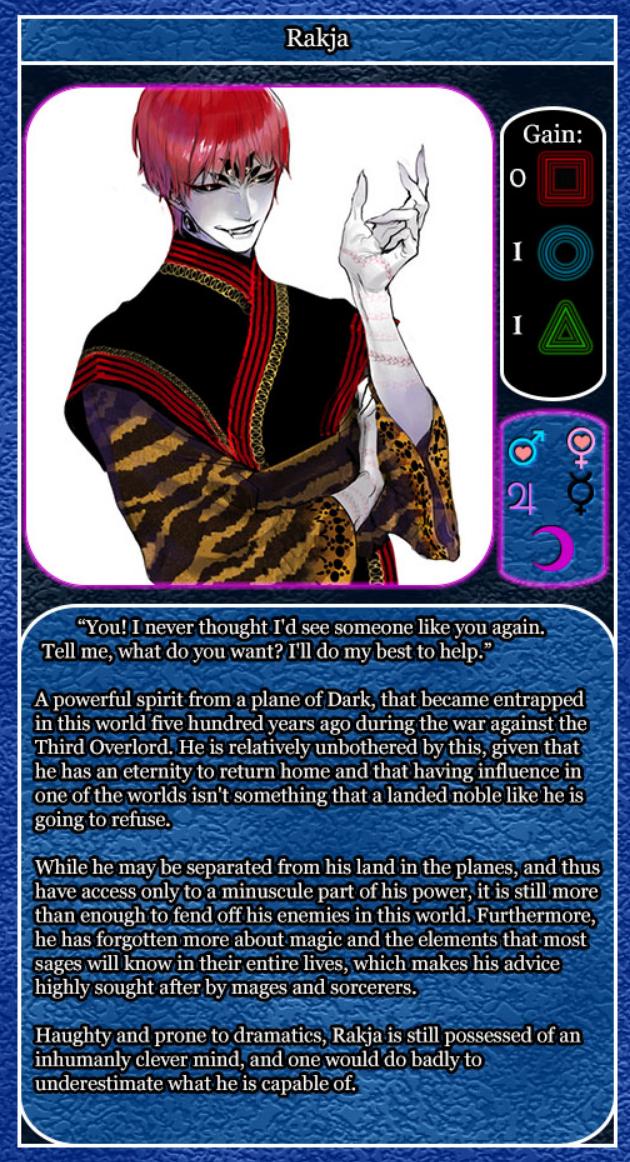 Rakja
Gain:
0
I
I
“You! I never thought I'd see someone like you again.
Tell me, what do you want? I'll do my best to help.”
A powerful spirit from a plane of Dark, that became entrapped
in this world five hundred years ago during the war against the
Third Overlord. He is relatively unbothered by this, given that
he has an eternity to return home and that having influence in
one of the worlds isn't something that a landed noble like he is
going to refuse.
While he may be separated from his land in the planes, and thus
have access only to a minuscule part of his power, it is still more
than enough to fend off his enemies in this world. Furthermore,
he has forgotten more about magic and the elements that most
sages will know in their entire lives, which makes his advice
highly sought after by mages and sorcerers.
Haughty and prone to dramatics, Rakja is still possessed of an
inhumanly clever mind, and one would do badly to
underestimate what he is capable of.